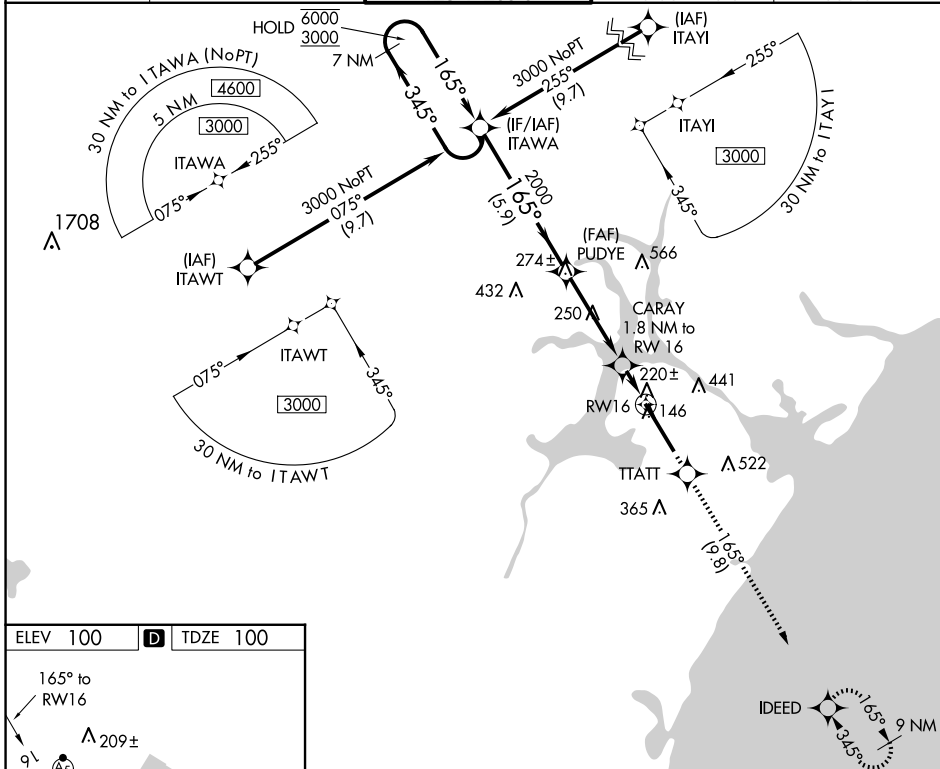 HOLD 6000
3000
7 NM
165°
345°
(IAF)
ITAYI
3000 NoPT
255°
(9.7)
30 NM to ITAWA (NoPT)
4600
5 NM
3000
ITAWA
255°
075°
(IF/IAF)
ITAWA
255°
ITAYI
3000
345°
30 NM to ITAYI
3000 NoPT
075°
(9.7)
1708
(IAF)
ITAWT
2000
165°
(5.9)
(FAF)
PUDYE
274±
566
432
250
CARAY
1.8 NM to
RW 16
ITAWT
075°
345°
3000
30 NM to ITAWT
220±
441
RW16
146
TTATT
522
365
165°
(9.8)
ELEV 100
D
TDZE 100
165° to
RW16
209±
16
A5
IDEED
165°
345°
9 NM